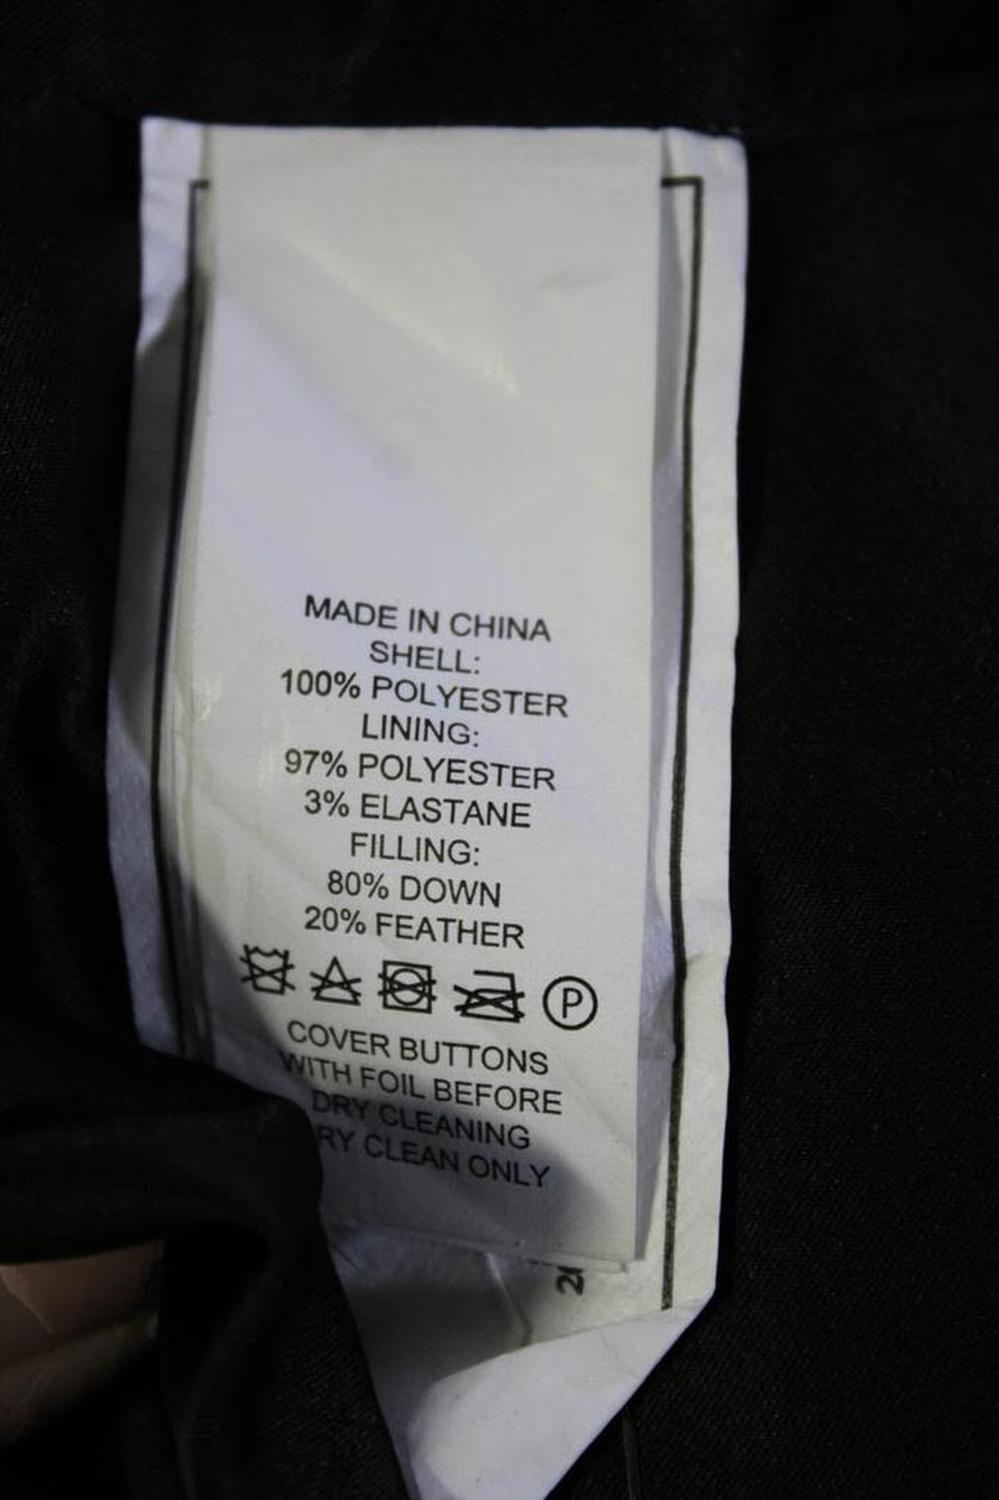 MADE IN CHINA
SHELL:
100% POLYESTER
LINING:
97% POLYESTER
3% ELASTANE
FILLING:
80% DOWN
20% FEATHER
P
COVER BUTTONS
WITH FOIL BEFORE
DRY CLEANING
RY CLEAN ONLY